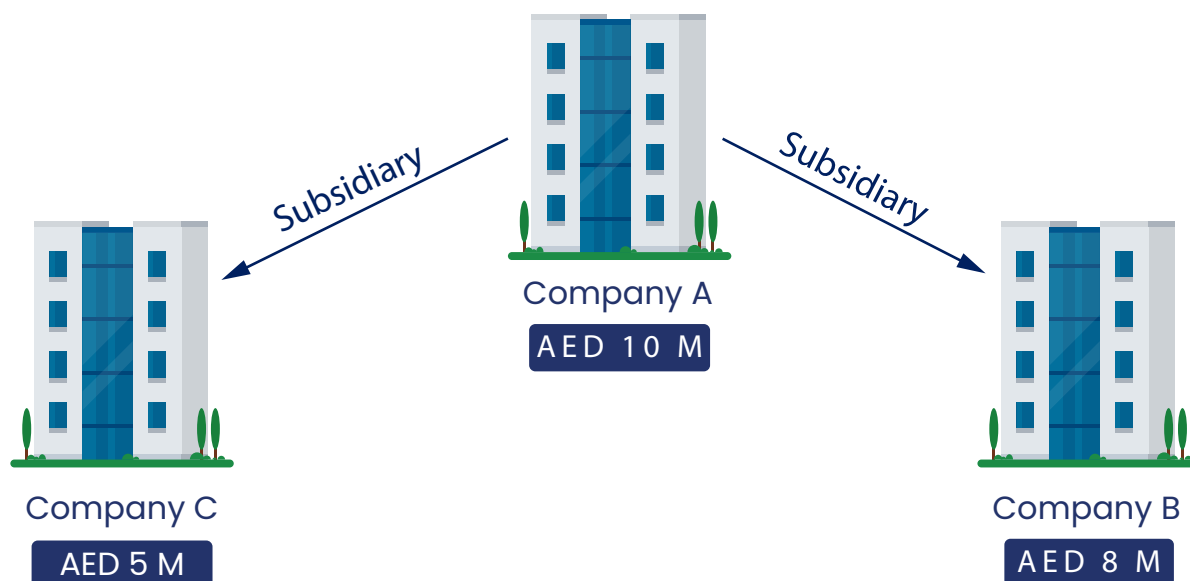 Subsidiary
Subsidiary
Company A
AED 10 M
Company C
AED 5 M
Company B
AED 8 M